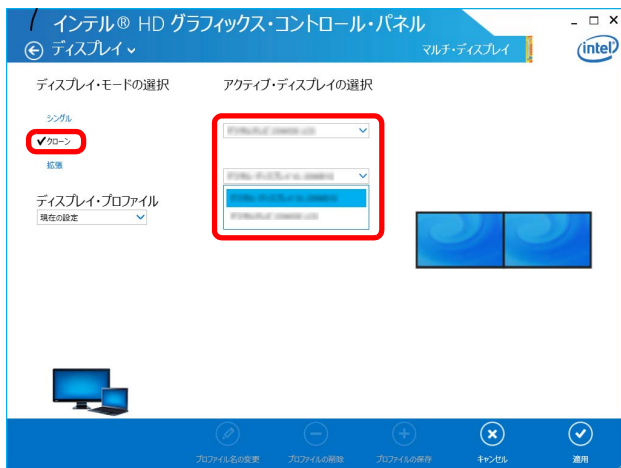 インテル® HD グラフィックス・コントロール・パネル
ディスプレイ
マルチ・ディスプレイ
intel
ディスプレイ・モードの選択
アクティブ・ディスプレイの選択
シングル
クローン
拡張
ディスプレイ・プロファイル
現在の設定
プロファイル名の変更
プロファイルの削除
プロファイルの保存
キャンセル
適用